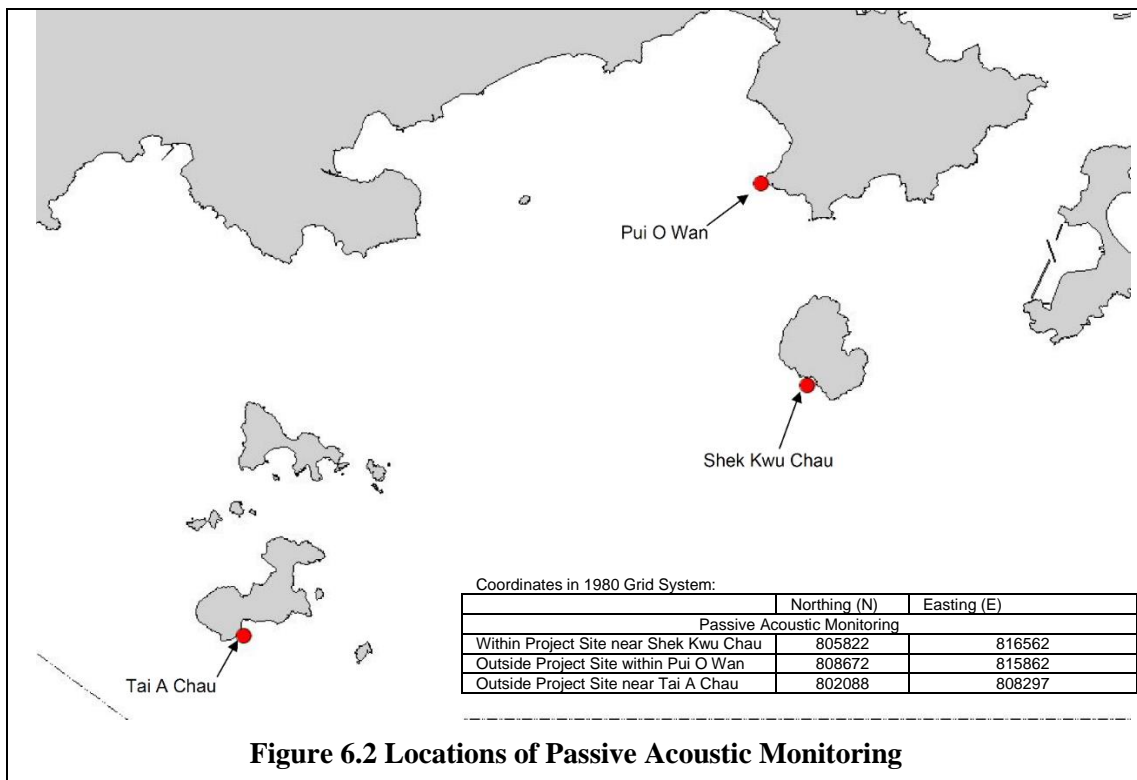 Pui O Wan
Shek Kwu Chau
Tai A Chau
Coordinates in 1980 Grid System:
Northing (N) Easting (E)
Passive Acoustic Monitoring
Within Project Site near Shek Kwu Chau 805822 816562
Outside Project Site within Pui O Wan 808672 815862
Outside Project Site near Tai A Chau 802088 808297
Figure 6.2 Locations of Passive Acoustic Monitoring